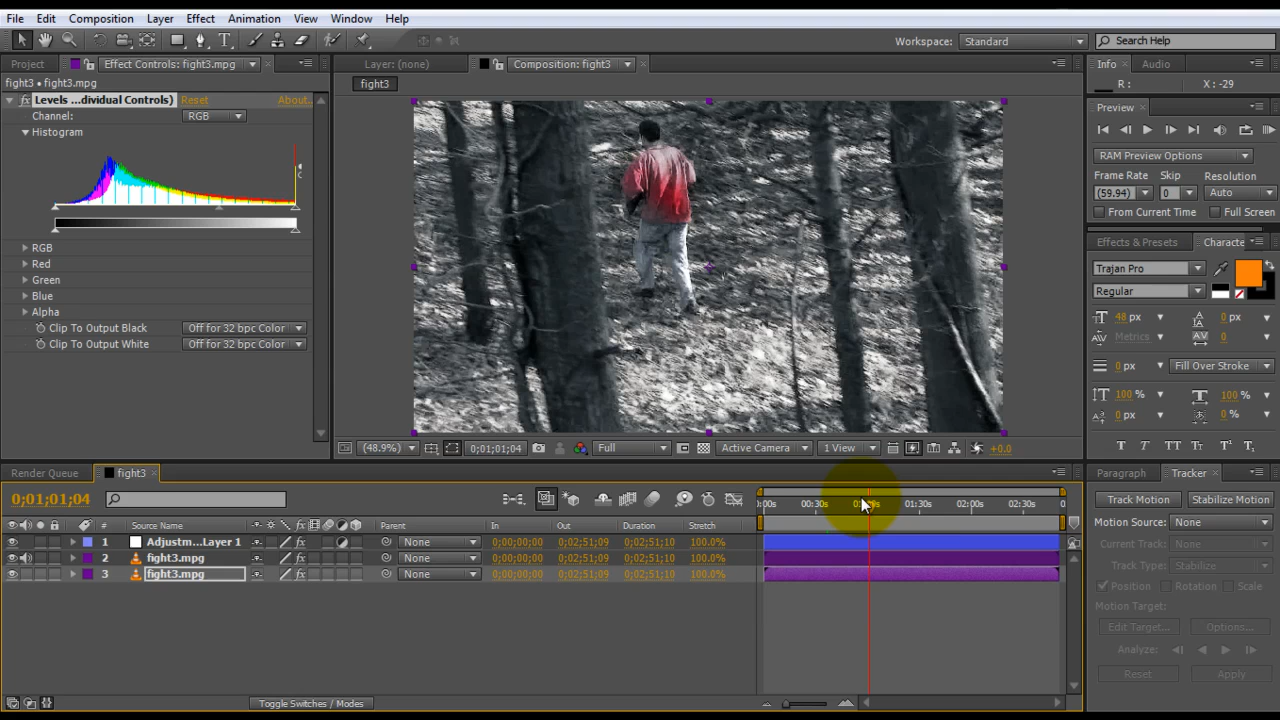 File Edit Composition Layer Effect Animation View Window Help
Workspace: Standard Search Help
Project Effect Controls: fight3.mpg Layer: (none) Composition: fight3 Info Audio
fight3 • fight3.mpg fight3 R : X : -29
Levels ...dividual Controls) Reset About...
Channel: RGB
Histogram
RGB
Red
Green
Blue
Alpha
Clip To Output Black Off for 32 bpc Color
Clip To Output White Off for 32 bpc Color
Preview
RAM Preview Options
Frame Rate Skip Resolution
(59.94) 0 Auto
From Current Time Full Screen
Effects & Presets Characte
Trajan Pro
Regular
48 px 0 px
Metrics 0
0 px Fill Over Stroke
100 % 100 %
0 px 0 %
T T TT Tr T¹ T₁
(48.9%) 0;01;01;04 Full Active Camera 1 View +0.0
Render Queue fight3
0;01;01;04
:00s 00:30s 01:30s 02:00s 02:30s 0
# Source Name Parent In Out Duration Stretch
1 Adjustm...Layer 1 None 0;00;00;00 0;02;51;09 0;02;51;10 100.0%
2 fight3.mpg None 0;00;00;00 0;02;51;09 0;02;51;10 100.0%
3 fight3.mpg None 0;00;00;00 0;02;51;09 0;02;51;10 100.0%
Toggle Switches / Modes
Paragraph Tracker
Track Motion Stabilize Motion
Motion Source: None
Current Track: None
Track Type: Stabilize
Position Rotation Scale
Motion Target:
Edit Target... Options...
Analyze:
Reset Apply